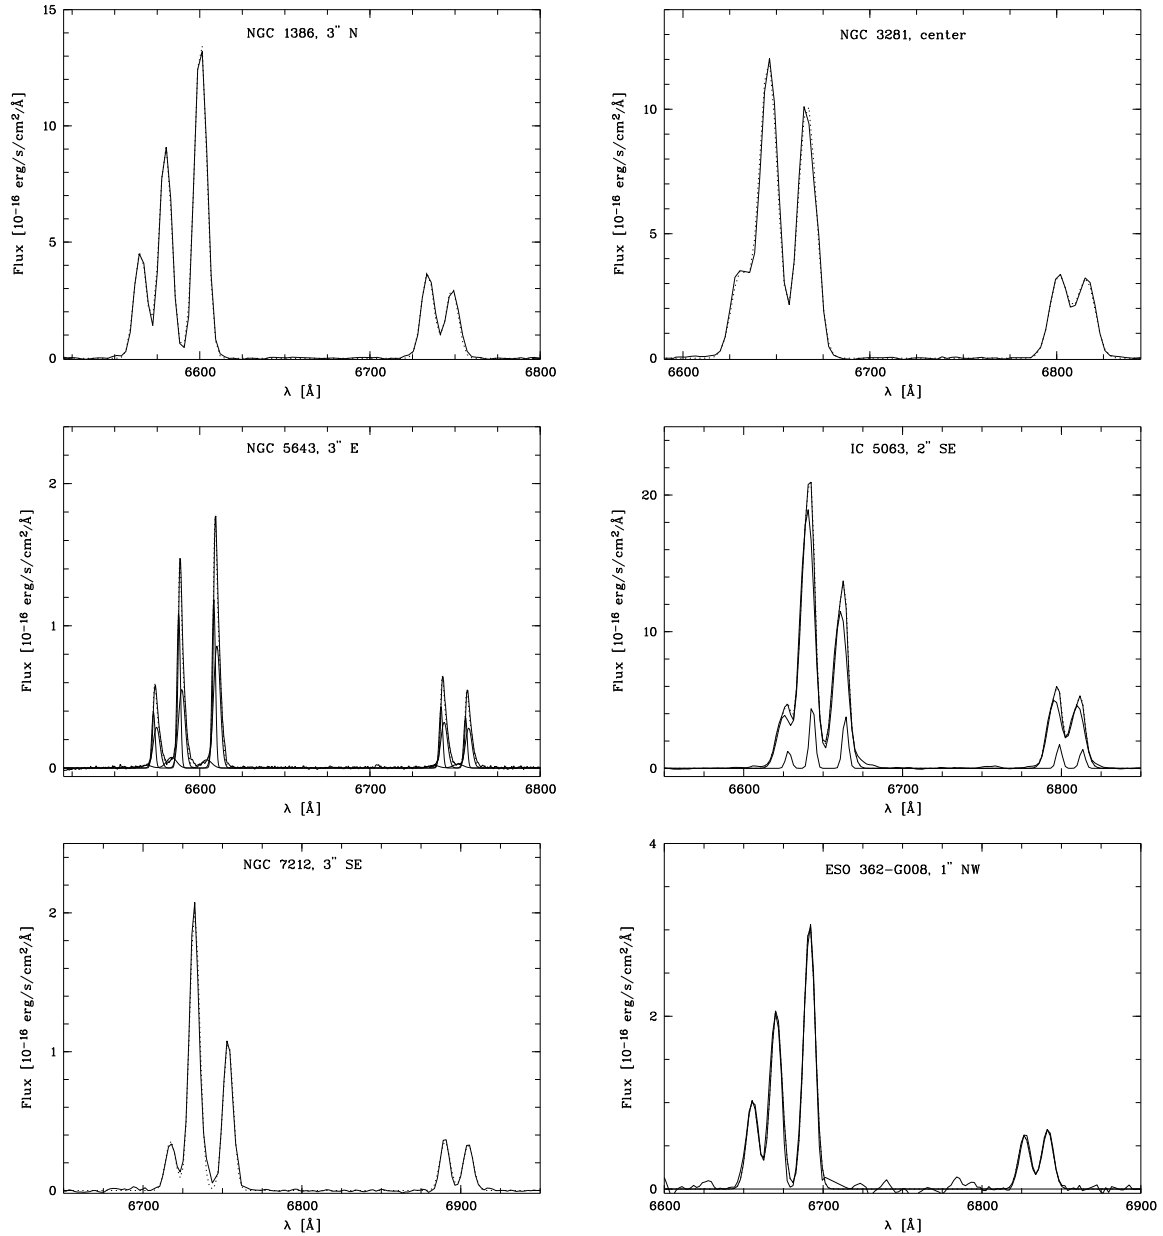 NGC 1386, 3" N
Flux [10⁻¹⁶ erg/s/cm²/Å]
15
10
5
0
6600
6700
6800
λ [Å]
NGC 3281, center
Flux [10⁻¹⁶ erg/s/cm²/Å]
10
5
0
6600
6700
6800
λ [Å]
NGC 5643, 3" E
Flux [10⁻¹⁶ erg/s/cm²/Å]
2
1
0
6600
6700
6800
λ [Å]
IC 5063, 2" SE
Flux [10⁻¹⁶ erg/s/cm²/Å]
20
10
0
6600
6700
6800
λ [Å]
NGC 7212, 3" SE
Flux [10⁻¹⁶ erg/s/cm²/Å]
2
1
0
6700
6800
6900
λ [Å]
ESO 362-G008, 1" NW
Flux [10⁻¹⁶ erg/s/cm²/Å]
4
3
2
1
0
6600
6700
6800
6900
λ [Å]